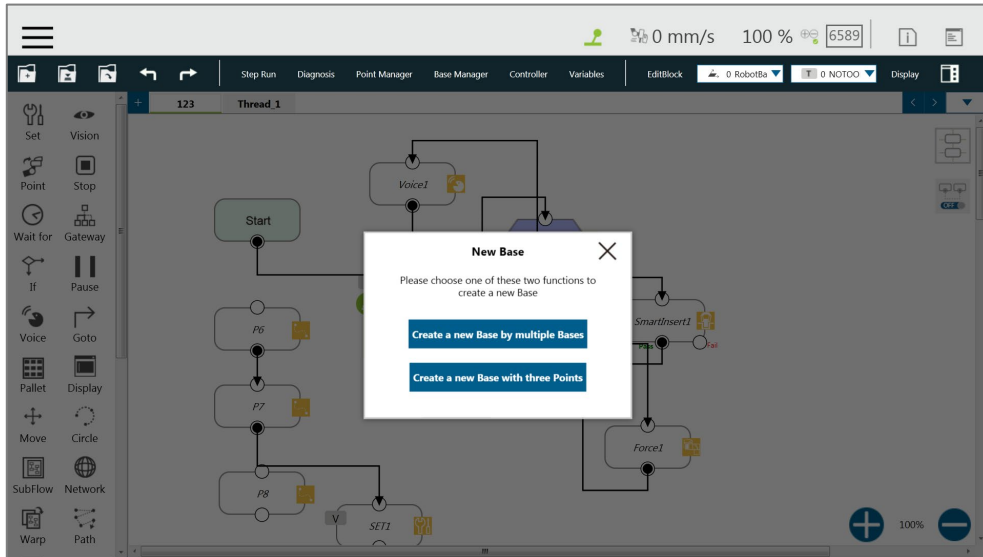 0 mm/s 100 % 6589
Step Run Diagnosis Point Manager Base Manager Controller Variables EditBlock 0 RobotBa T 0 NOTOO Display
Set Vision
Point Stop
Wait for Gateway
If Pause
Voice Goto
Pallet Display
Move Circle
SubFlow Network
Warp Path
123 Thread_1
OFF
Voice1
Start
New Base
Please choose one of these two functions to
create a new Base
Create a new Base by multiple Bases
Create a new Base with three Points
P6
SmartInsert1
Pass Fail
P7
Force1
P8
V
SET1
100%